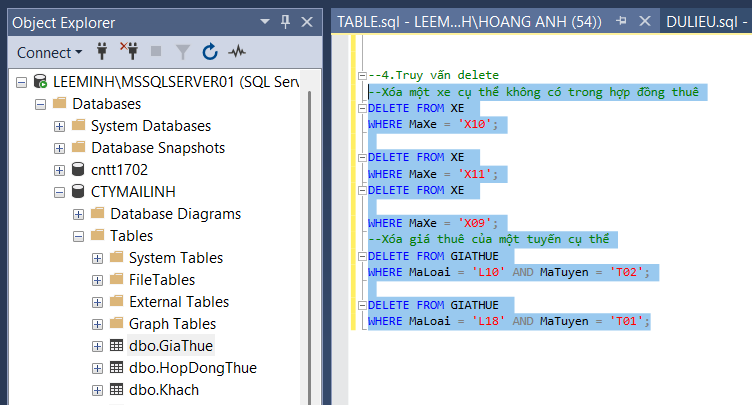 Object Explorer
Connect
LEEMINH\MSSQLSERVER01 (SQL Serv
Databases
System Databases
Database Snapshots
cntt1702
CTYMAILINH
Database Diagrams
Tables
System Tables
FileTables
External Tables
Graph Tables
dbo.GiaThue
dbo.HopDongThue
dbo.Khach
TABLE.sql - LEEM...H\HOANG ANH (54))
DULIEU.sql -
--4.Truy vấn delete
--Xóa một xe cụ thể không có trong hợp đồng thuê
DELETE FROM XE
WHERE MaXe = 'X10';
DELETE FROM XE
WHERE MaXe = 'X11';
DELETE FROM XE
WHERE MaXe = 'X09';
--Xóa giá thuê của một tuyến cụ thể
DELETE FROM GIATHUE
WHERE MaLoai = 'L10' AND MaTuyen = 'T02';
DELETE FROM GIATHUE
WHERE MaLoai = 'L18' AND MaTuyen = 'T01';